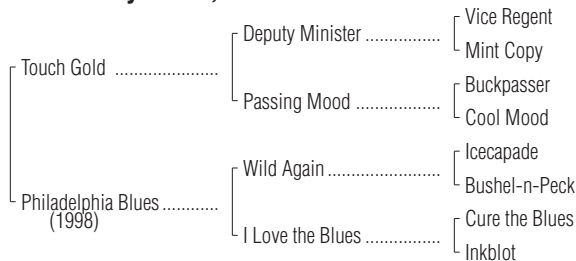 Vice Regent
Deputy Minister ................
Mint Copy
Touch Gold ......................
Buckpasser
Passing Mood ..................
Cool Mood
Icecapade
Wild Again ........................
Bushel-n-Peck
Philadelphia Blues ............
(1998)
Cure the Blues
I Love the Blues ................
Inkblot